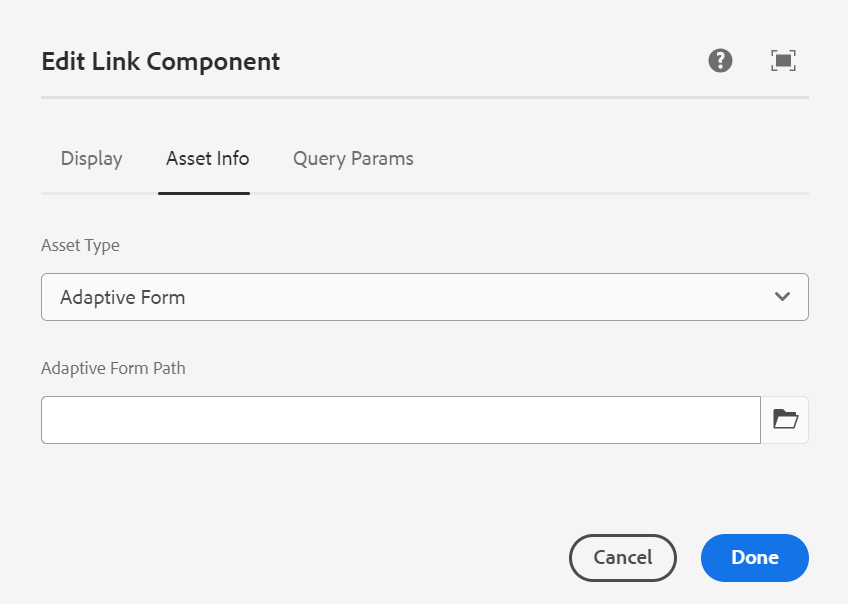 Edit Link Component
?
Display Asset Info Query Params
Asset Type
Adaptive Form
Adaptive Form Path
Cancel Done